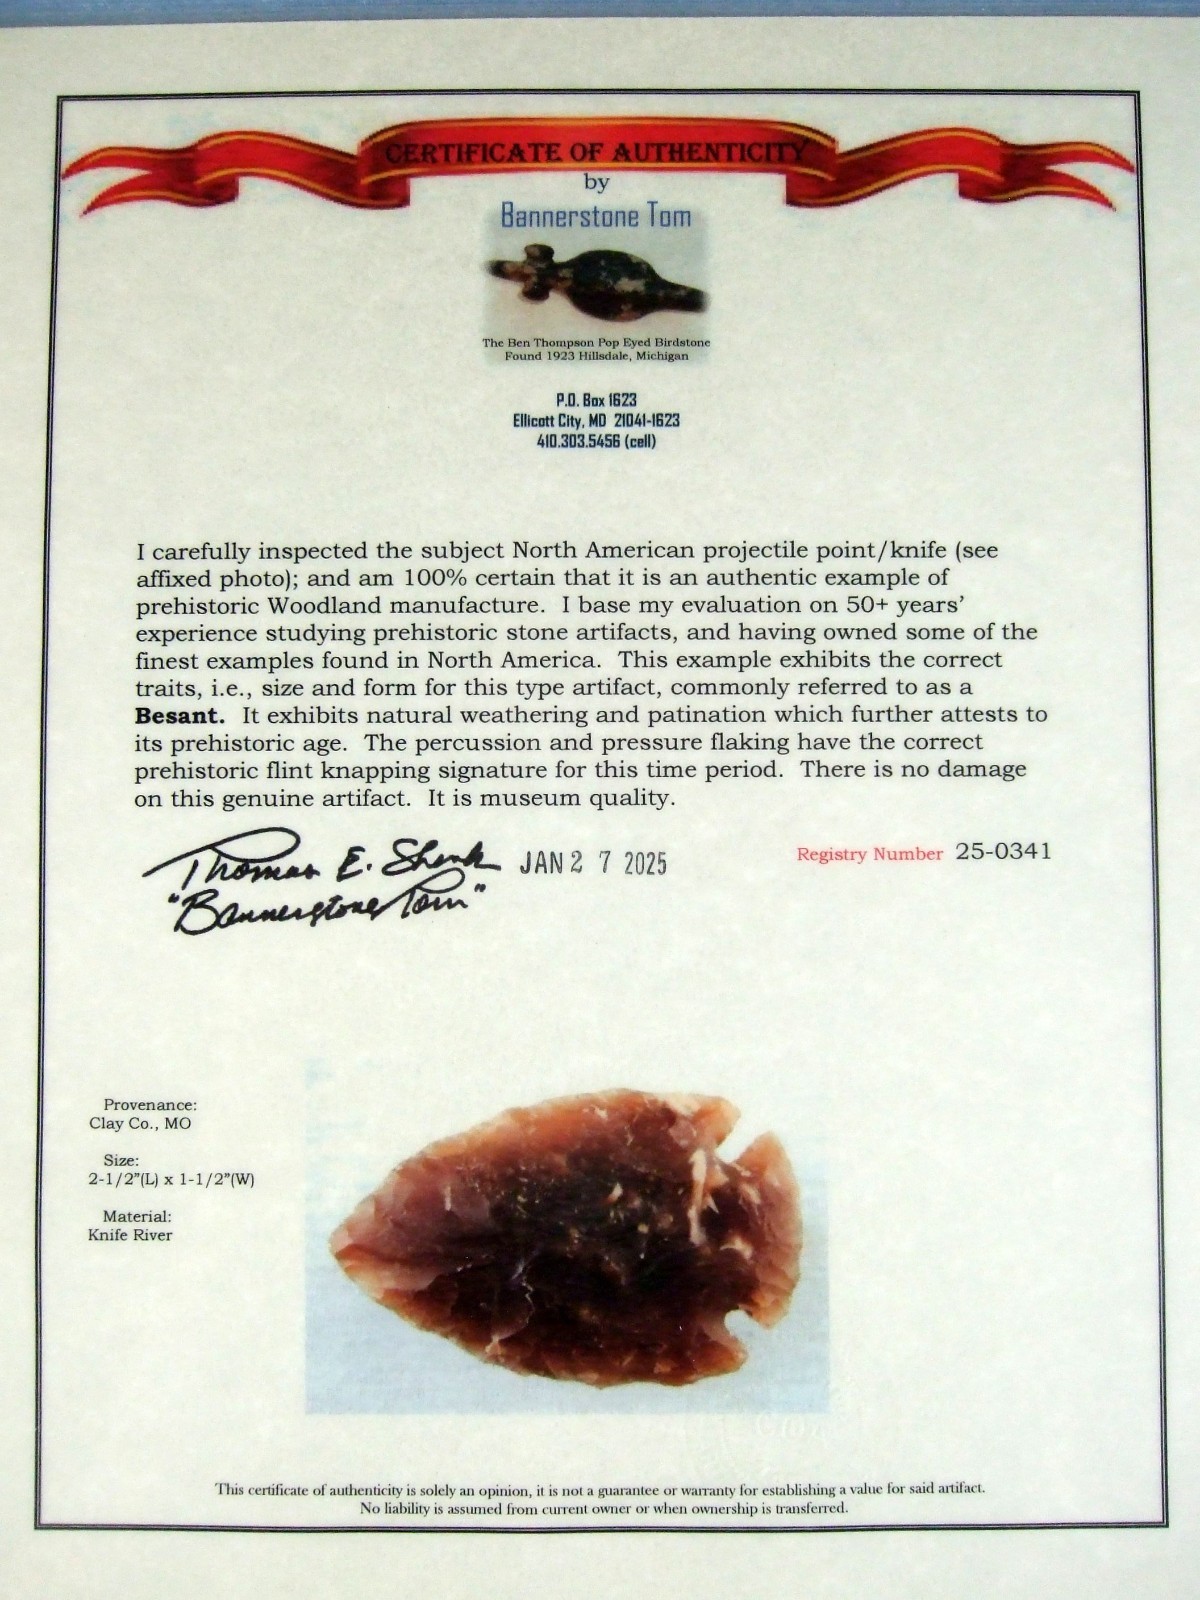 CERTIFICATE OF AUTHENTICITY
by
Bannerstone Tom
The Ben Thompson Pop Eyed Birdstone
Found 1923 Hillsdale, Michigan
P.O. Box 1623
Ellicott City, MD 21041-1623
410.303.5456 (cell)
I carefully inspected the subject North American projectile point/knife (see
affixed photo); and am 100% certain that it is an authentic example of
prehistoric Woodland manufacture. I base my evaluation on 50+ years’
experience studying prehistoric stone artifacts, and having owned some of the
finest examples found in North America. This example exhibits the correct
traits, i.e., size and form for this type artifact, commonly referred to as a
Besant. It exhibits natural weathering and patination which further attests to
its prehistoric age. The percussion and pressure flaking have the correct
prehistoric flint knapping signature for this time period. There is no damage
on this genuine artifact. It is museum quality.
Thomas E. Shenk JAN 27 2025
Registry Number 25-0341
"Bannerstone Tom"
Provenance:
Clay Co., MO
Size:
2-1/2”(L) x 1-1/2”(W)
Material:
Knife River
This certificate of authenticity is solely an opinion, it is not a guarantee or warranty for establishing a value for said artifact.
No liability is assumed from current owner or when ownership is transferred.